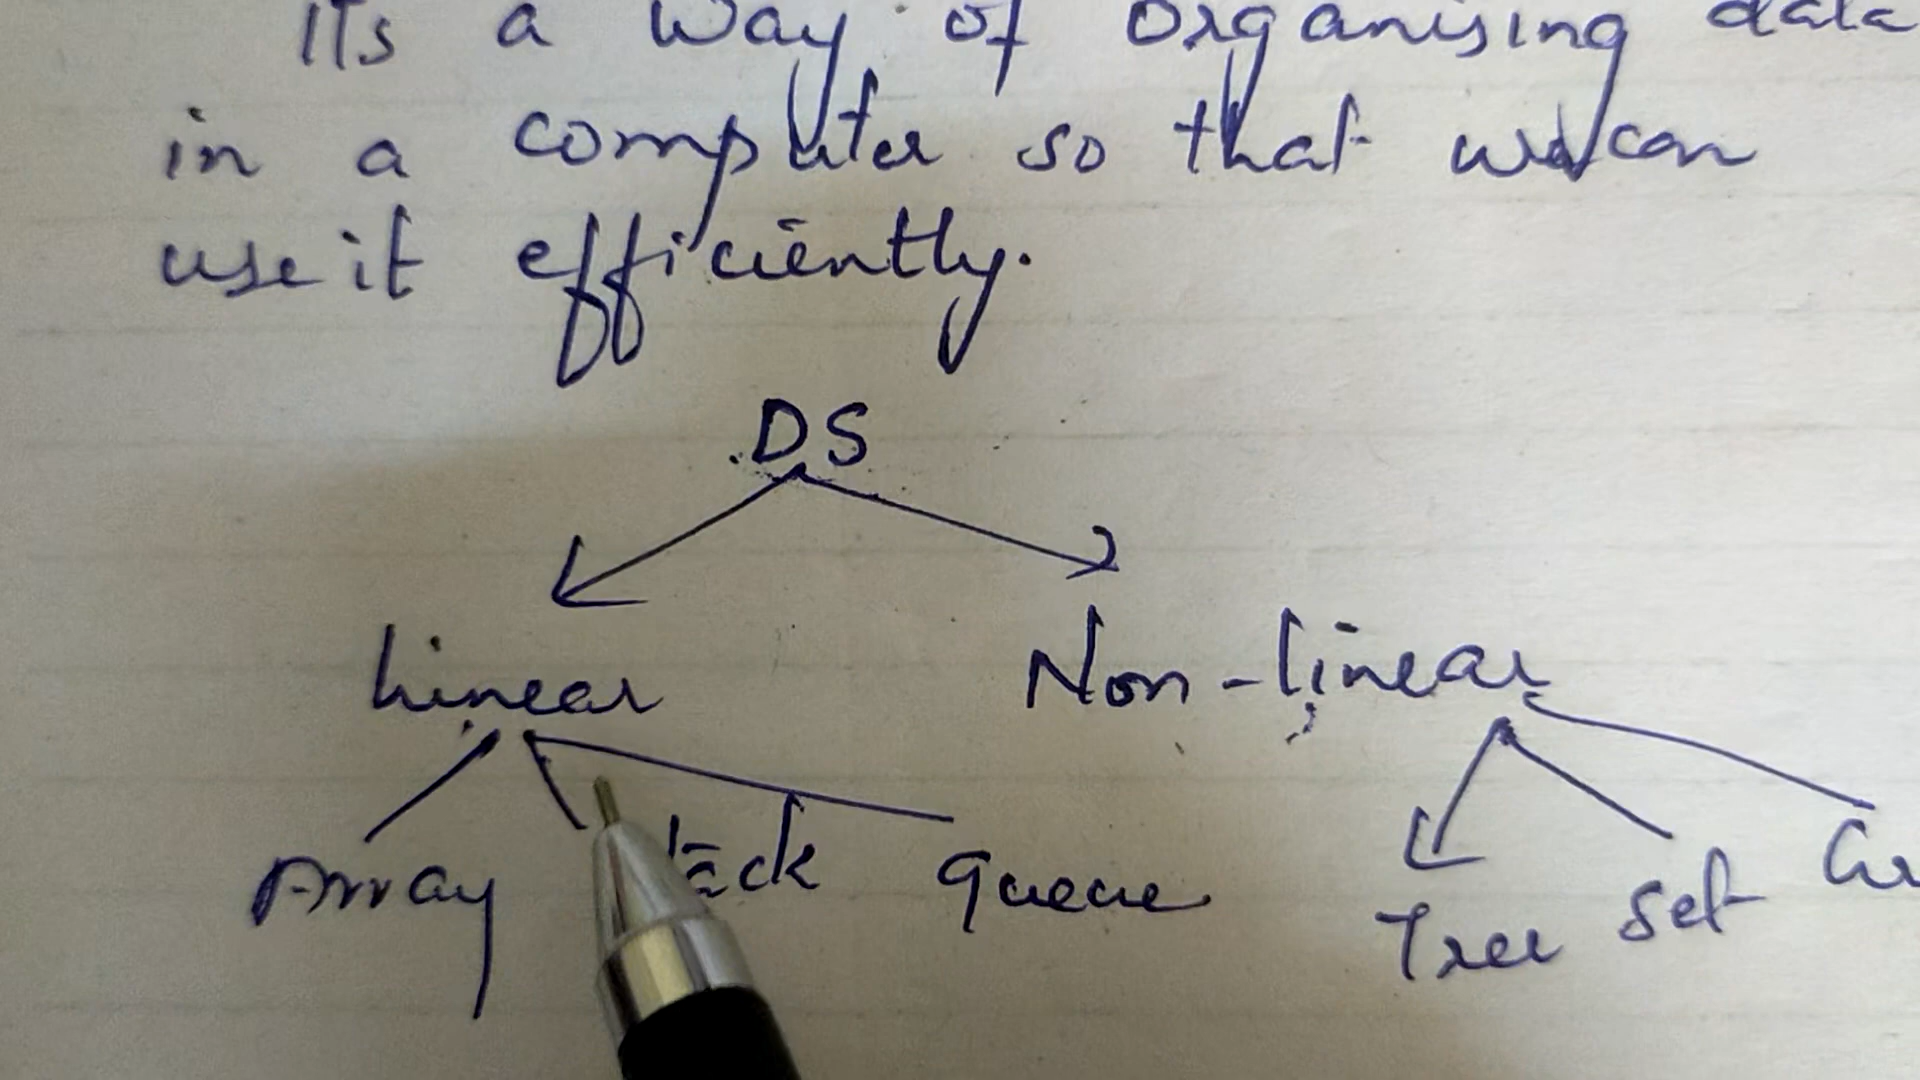 Its a way of organising data
in a computer so that we can
use it efficiently.
DS
Linear Non-linear
Array queue Tree set